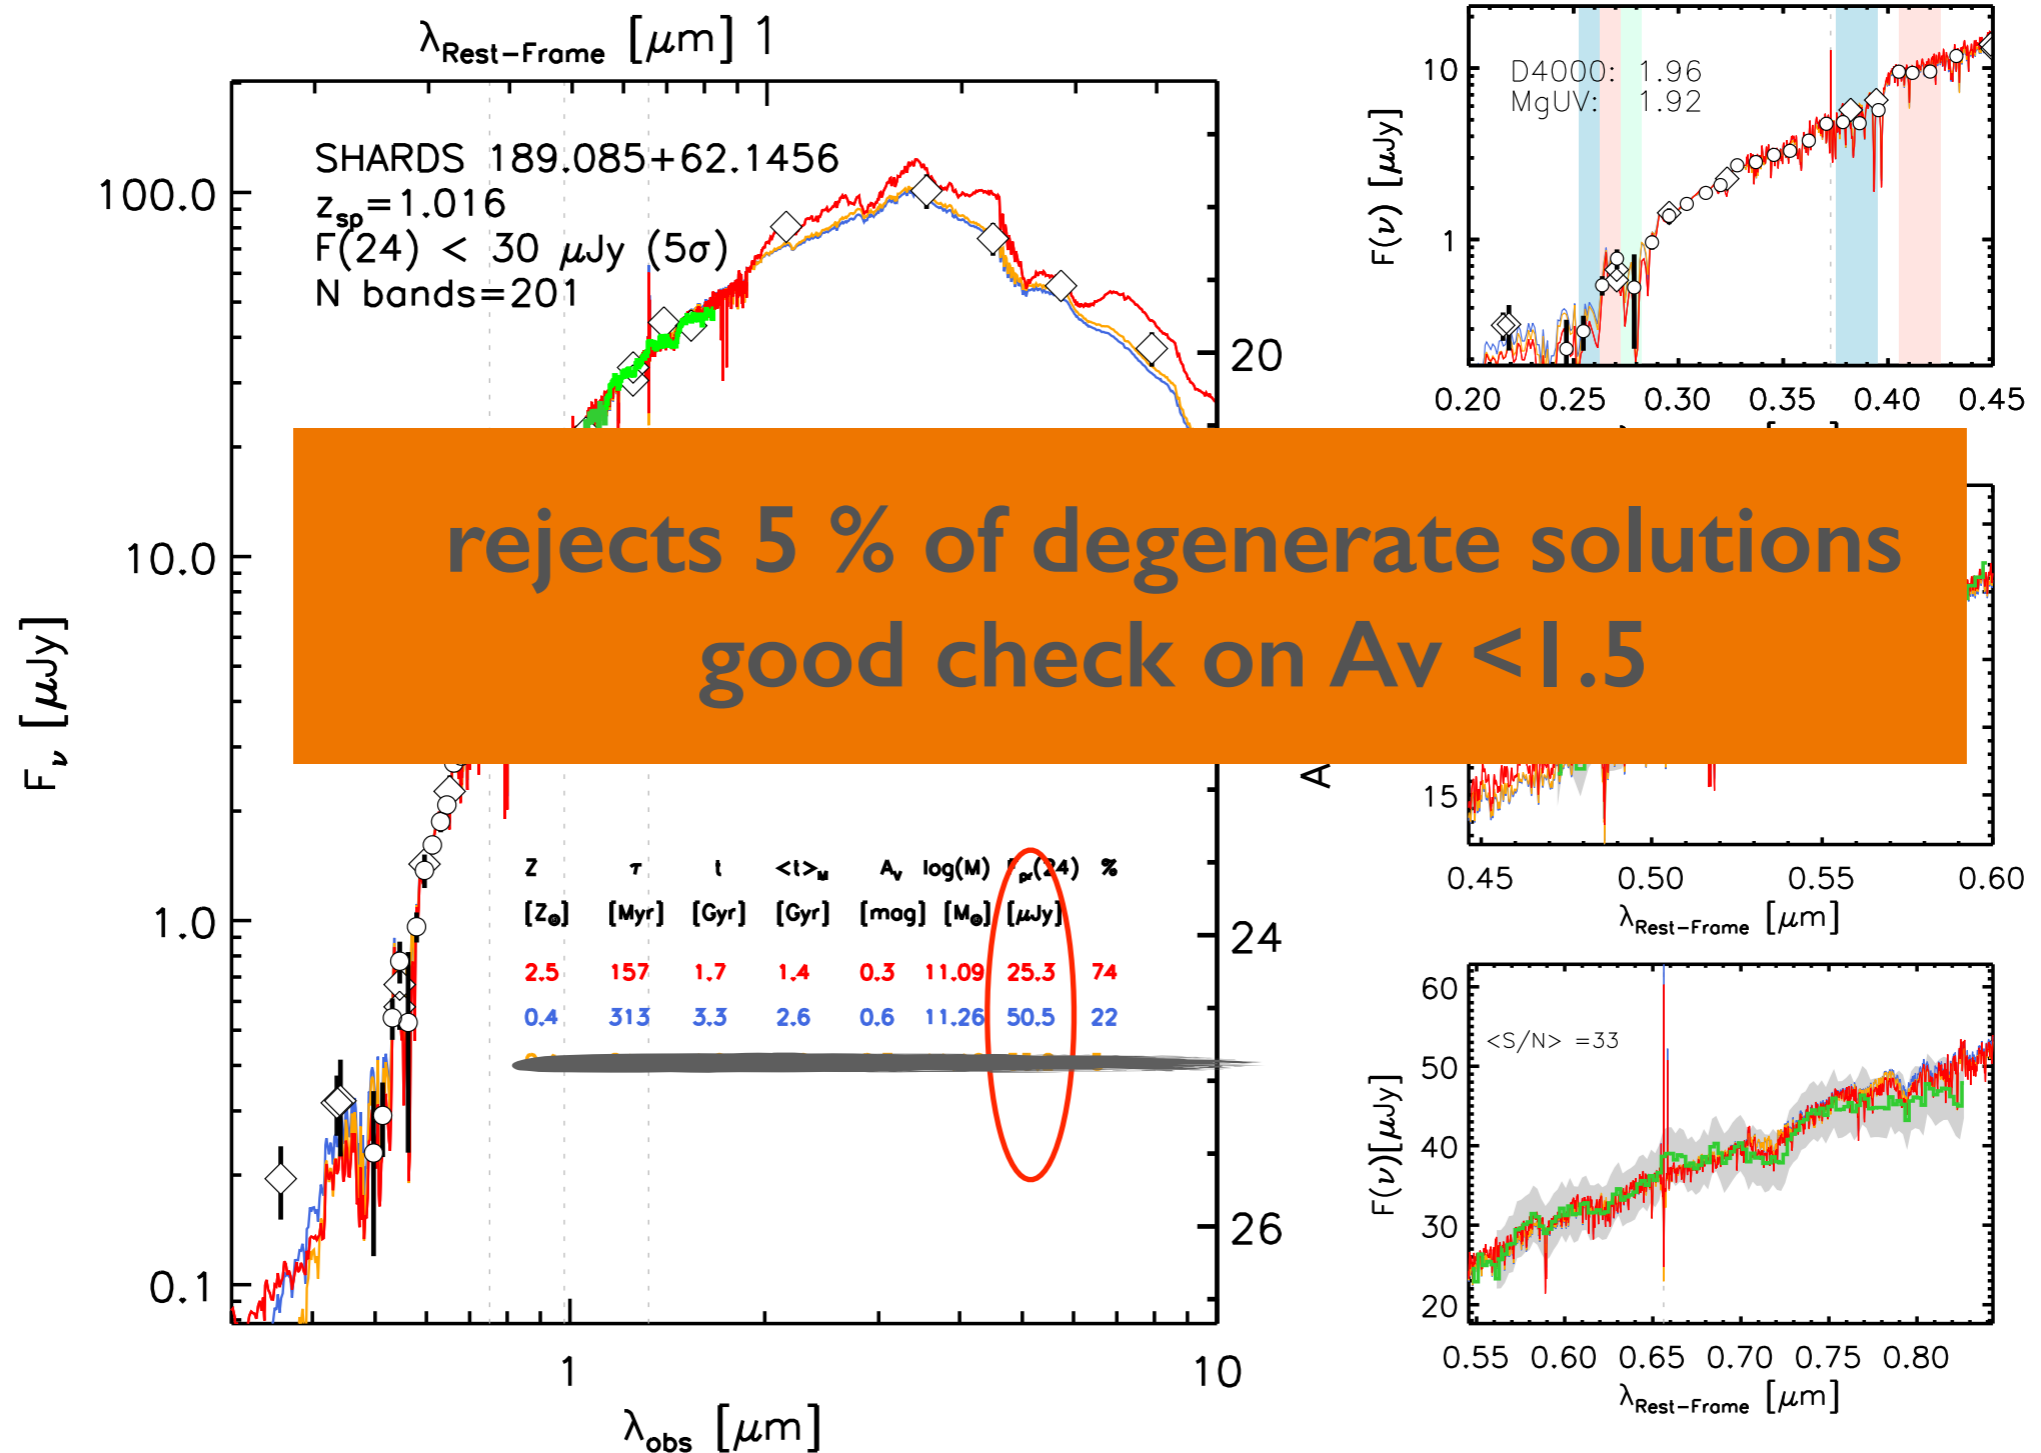 λRest-Frame [μm] 1
SHARDS 189.085+62.1456
zsp=1.016
F(24) < 30 μJy (5σ)
N bands=201
100.0
10.0
1.0
0.1
Fν [μJy]
20
24
26
A
1
10
λobs [μm]
Z τ t <t>M Av log(M) (24) %
[Z⊙] [Myr] [Gyr] [Gyr] [mag] [M⊙] [μJy]
2.5 157 1.7 1.4 0.3 11.09 25.3 74
0.4 313 3.3 2.6 0.6 11.26 50.5 22
rejects 5 % of degenerate solutions
good check on Av <1.5
D4000: 1.96
MgUV: 1.92
10
1
F(ν) [μJy]
0.20 0.25 0.30 0.35 0.40 0.45
15
0.45 0.50 0.55 0.60
λRest-Frame [μm]
<S/N> =33
60
50
40
30
20
F(ν)[μJy]
0.55 0.60 0.65 0.70 0.75 0.80
λRest-Frame [μm]